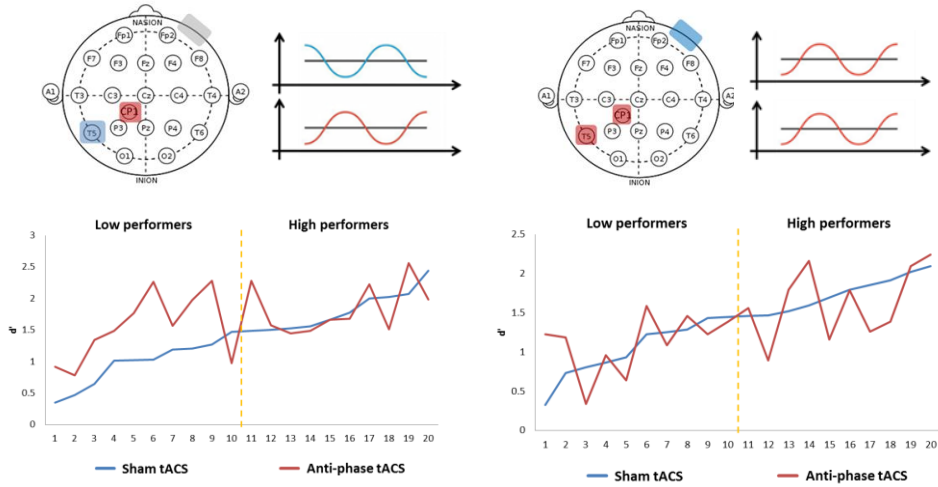 NASION
Fp1 Fp2
F7 F3 Fz F4 F8
A1 T3 C3 Cz C4 T4 A2
CP1
T5 P3 Pz P4 T6
O1 O2
INION
NASION
Fp1 Fp2
F7 F3 Fz F4 F8
A1 T3 C3 Cz C4 T4 A2
CP1
T5 P3 Pz P4 T6
O1 O2
INION
Low performers High performers
3
2.5
2
1.5
1
0.5
0
d'
1 2 3 4 5 6 7 8 9 10 11 12 13 14 15 16 17 18 19 20
Sham tACS Anti-phase tACS
Low performers High performers
2.5
2
1.5
1
0.5
0
d'
1 2 3 4 5 6 7 8 9 10 11 12 13 14 15 16 17 18 19 20
Sham tACS Anti-phase tACS